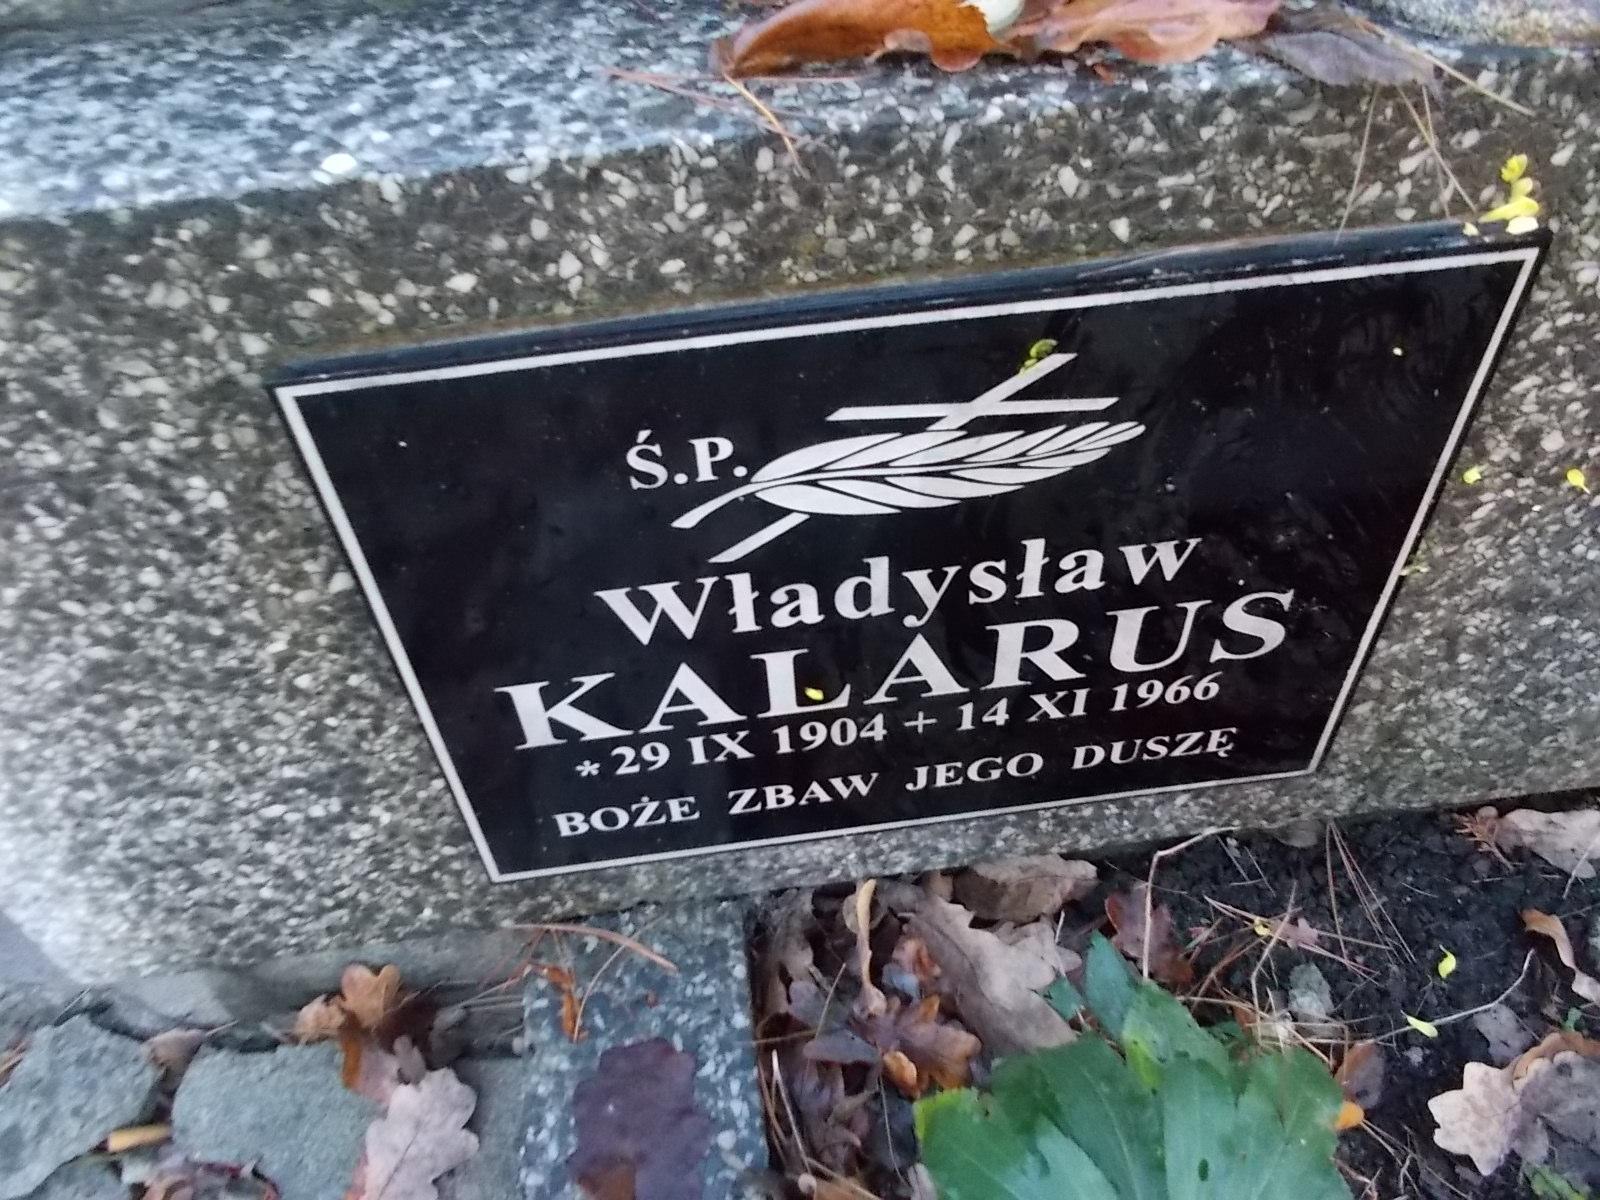 Ś.P.
Władysław
KALARUS
* 29 IX 1904 + 14 XI 1966
BOŻE ZBAW JEGO DUSZĘ